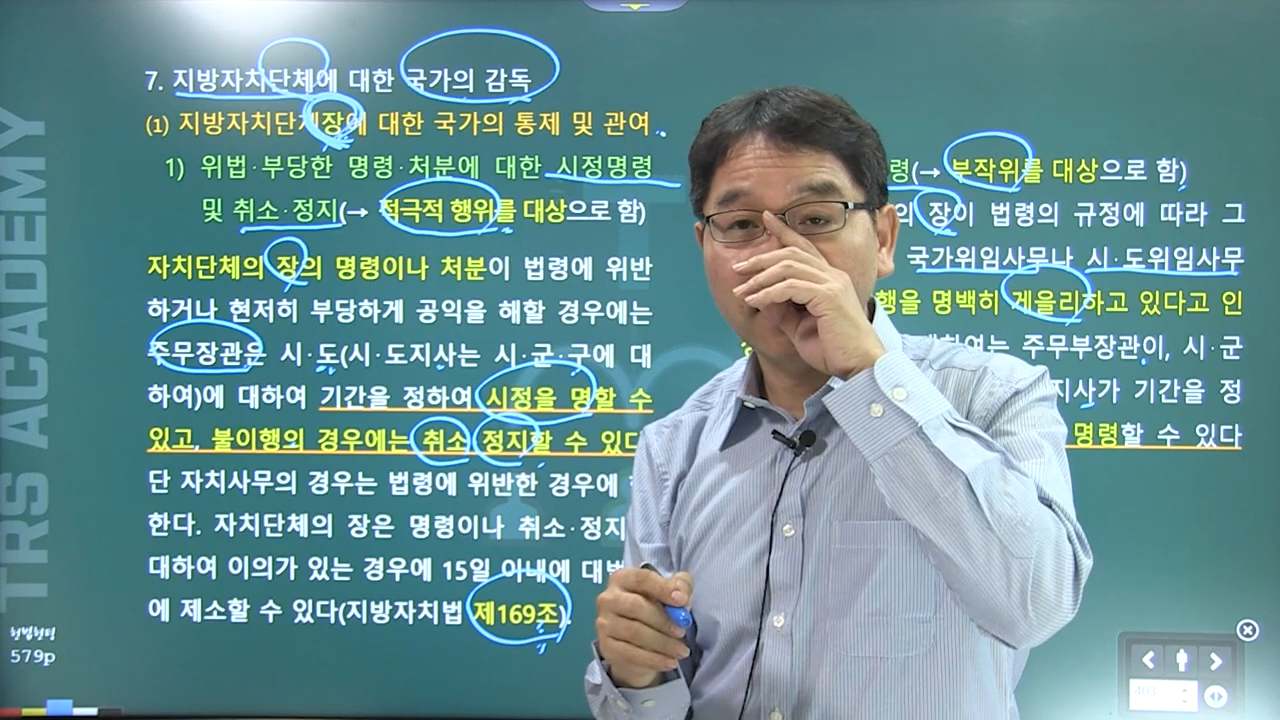 7. 지방자치단체에 대한 국가의 감독
(1) 지방자치단체장에 대한 국가의 통제 및 관여
1) 위법·부당한 명령·처분에 대한 시정명령
및 취소·정지(→ 적극적 행위를 대상으로 함)
자치단체의 장의 명령이나 처분이 법령에 위반
하거나 현저히 부당하게 공익을 해할 경우에는
주무장관은 시·도(시·도지사는 시·군·구에 대
하여)에 대하여 기간을 정하여 시정을 명할 수
있고, 불이행의 경우에는 취소 정지할 수 있다
단 자치사무의 경우는 법령에 위반한 경우에
한다. 자치단체의 장은 명령이나 취소·정지
대하여 이의가 있는 경우에 15일 이내에
에 제소할 수 있다(지방자치법 제169조).
령(→ 부작위를 대상으로 함)
의 장이 법령의 규정에 따라 그
국가위임사무나 시·도위임사무
행을 명백히 게을리하고 있다고 인
대하여는 주무부장관이, 시·군
지사가 기간을 정
명령할 수 있다
TRS ACADEMY
헌법형팀
579p